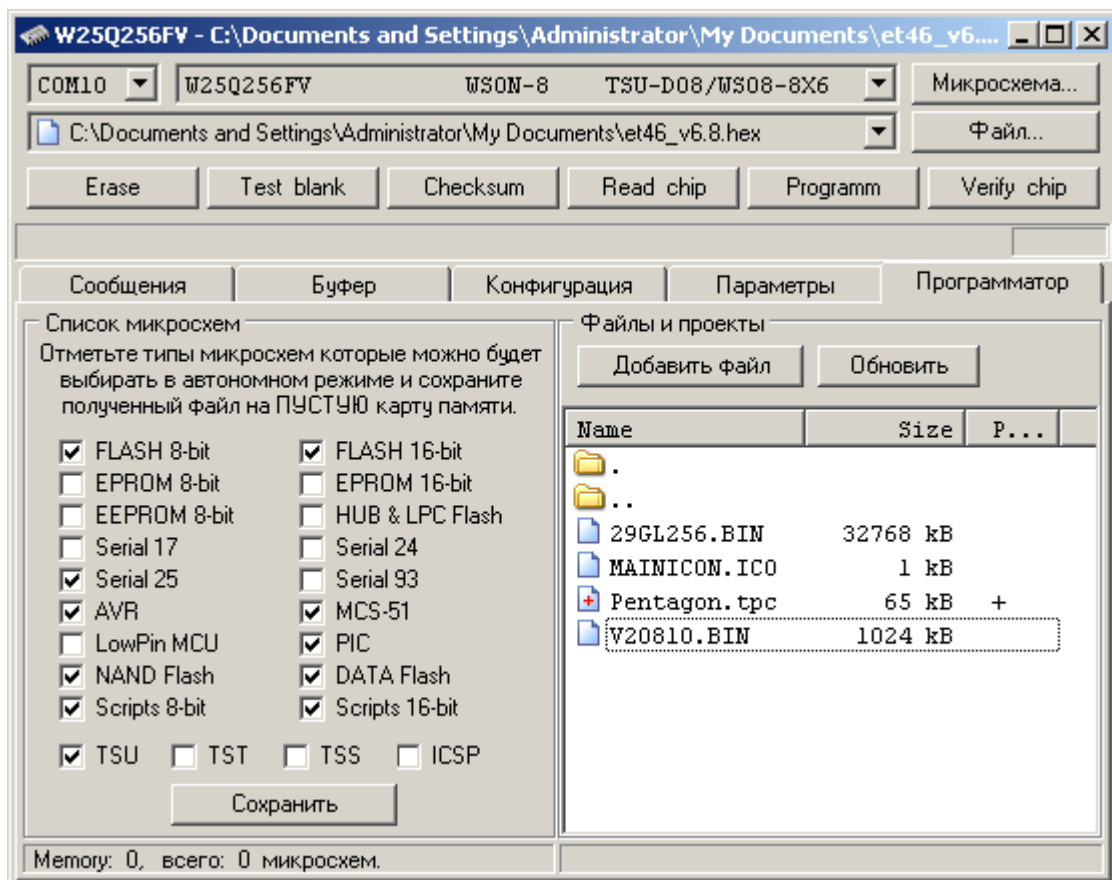 W25Q256FV - C:\Documents and Settings\Administrator\My Documents\et46_v6....
COM10 W25Q256FV WSON-8 TSU-D08/WS08-8X6 Микросхема...
C:\Documents and Settings\Administrator\My Documents\et46_v6.8.hex Файл...
Erase Test blank Checksum Read chip Programm Verify chip
Сообщения Буфер Конфигурация Параметры Программатор
Список микросхем
Отметьте типы микросхем которые можно будет
выбирать в автономном режиме и сохраните
полученный файл на ПУСТУЮ карту памяти.
FLASH 8-bit FLASH 16-bit
EPROM 8-bit EPROM 16-bit
EEPROM 8-bit HUB & LPC Flash
Serial 17 Serial 24
Serial 25 Serial 93
AVR MCS-51
LowPin MCU PIC
NAND Flash DATA Flash
Scripts 8-bit Scripts 16-bit
TSU TST TSS ICSP
Сохранить
Файлы и проекты
Добавить файл Обновить
Name Size P...
.
..
29GL256.BIN 32768 kB
MAINICON.ICO 1 kB
Pentagon.tpc 65 kB +
V20810.BIN 1024 kB
Memory: 0, всего: 0 микросхем.